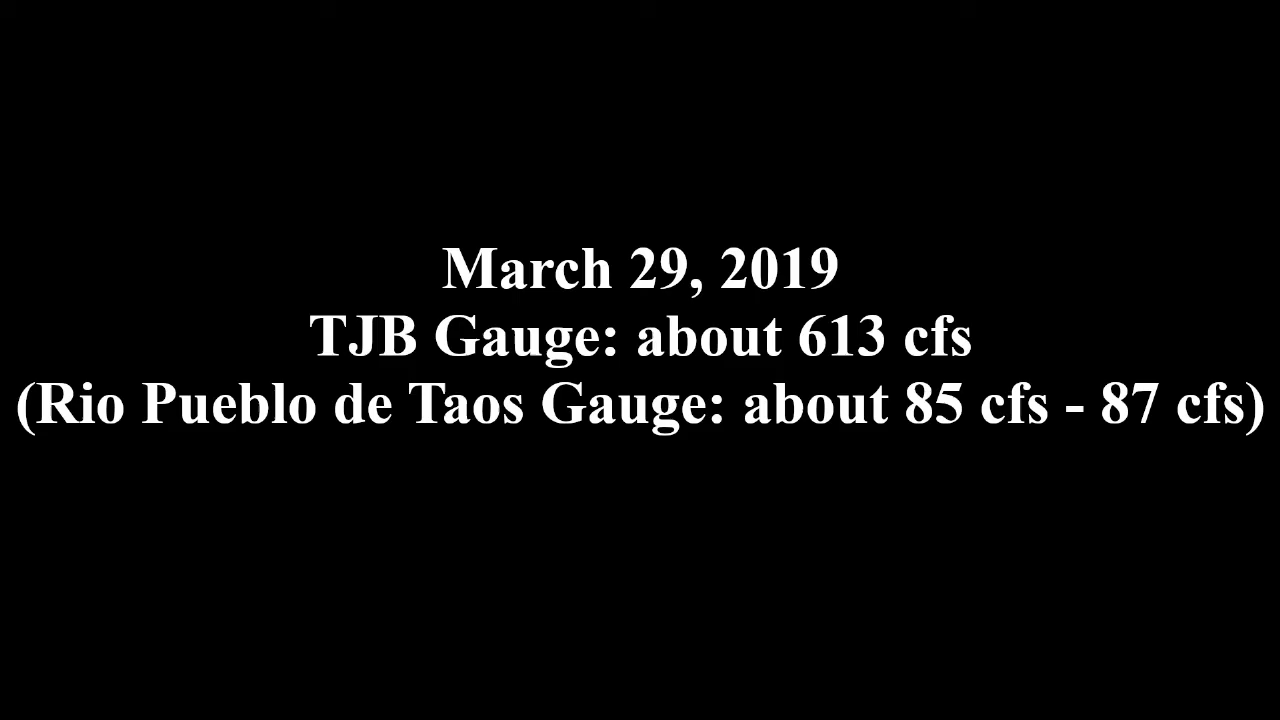 March 29, 2019
TJB Gauge: about 613 cfs
(Rio Pueblo de Taos Gauge: about 85 cfs - 87 cfs)